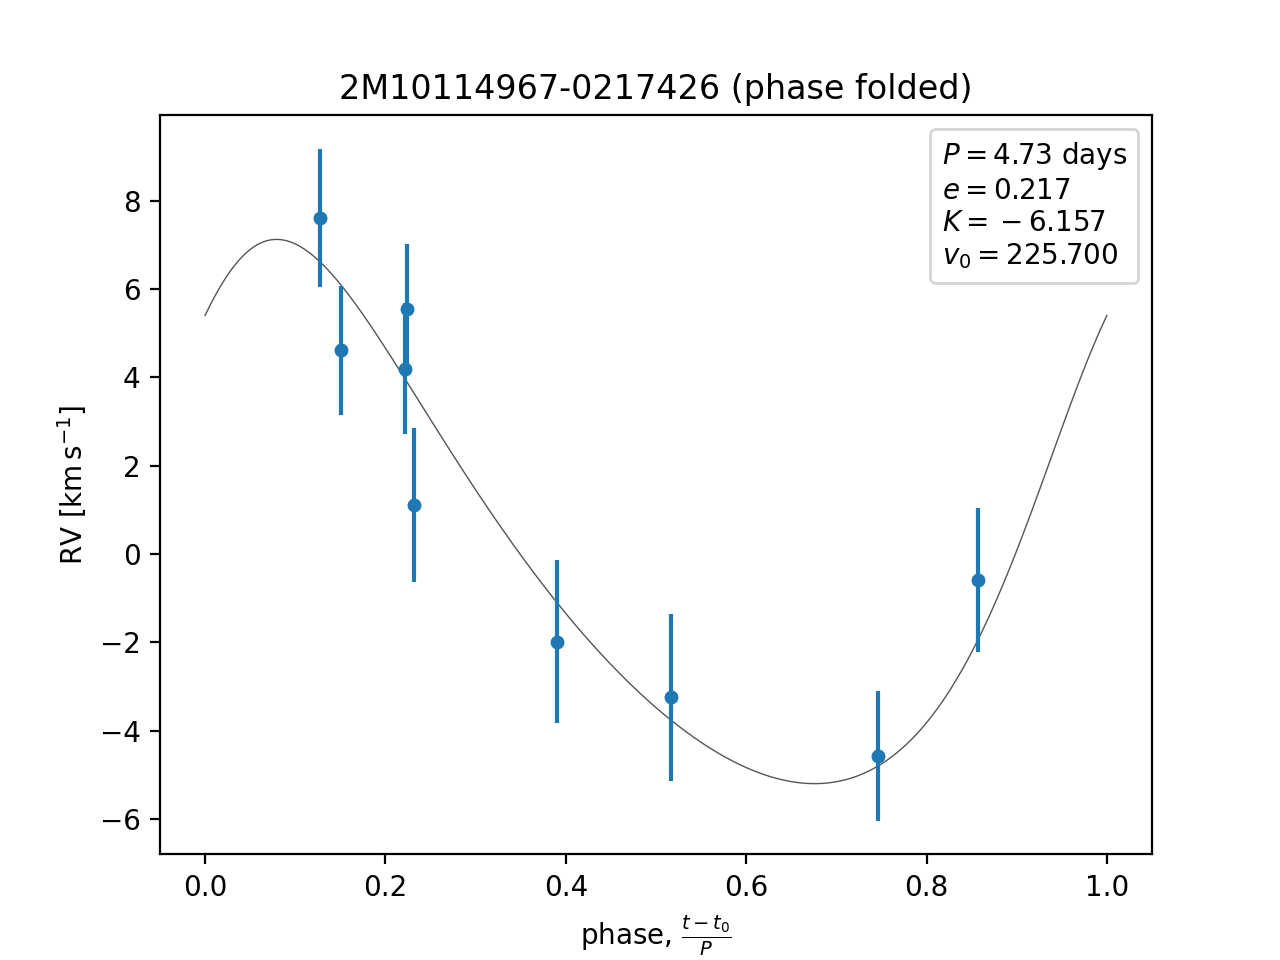 2M10114967-0217426 (phase folded)
P = 4.73 days
e = 0.217
K = −6.157
v₀ = 225.700
8
6
4
2
0
−2
−4
−6
RV [km s⁻¹]
0.0 0.2 0.4 0.6 0.8 1.0
phase, (t − t₀)/P